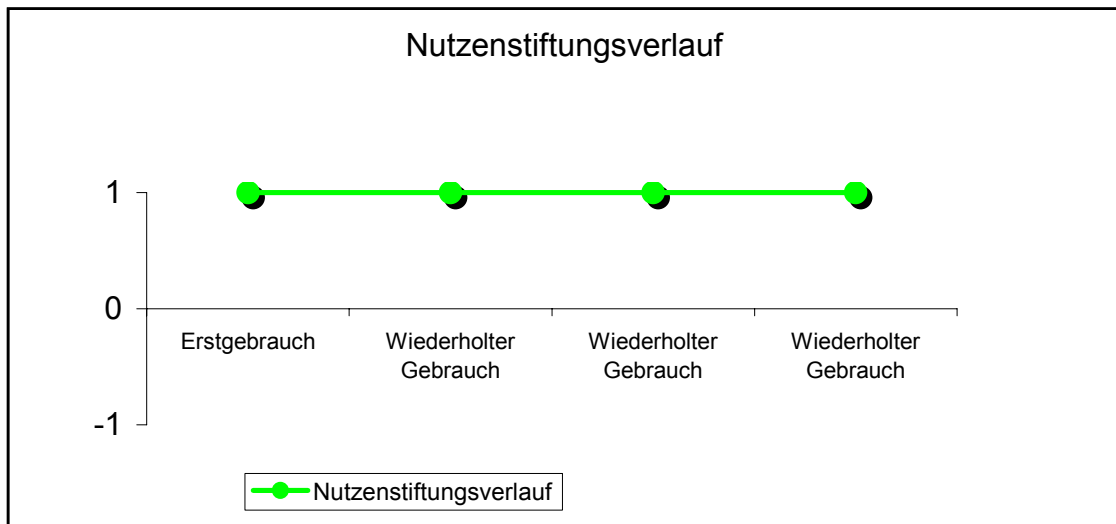 Nutzenstiftungsverlauf
1
0
Erstgebrauch
Wiederholter
Gebrauch
Wiederholter
Gebrauch
Wiederholter
Gebrauch
-1
Nutzenstiftungsverlauf